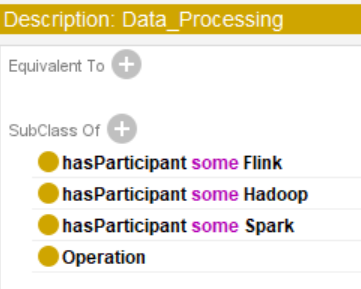 Description: Data_Processing
Equivalent To
SubClass Of
hasParticipant some Flink
hasParticipant some Hadoop
hasParticipant some Spark
Operation